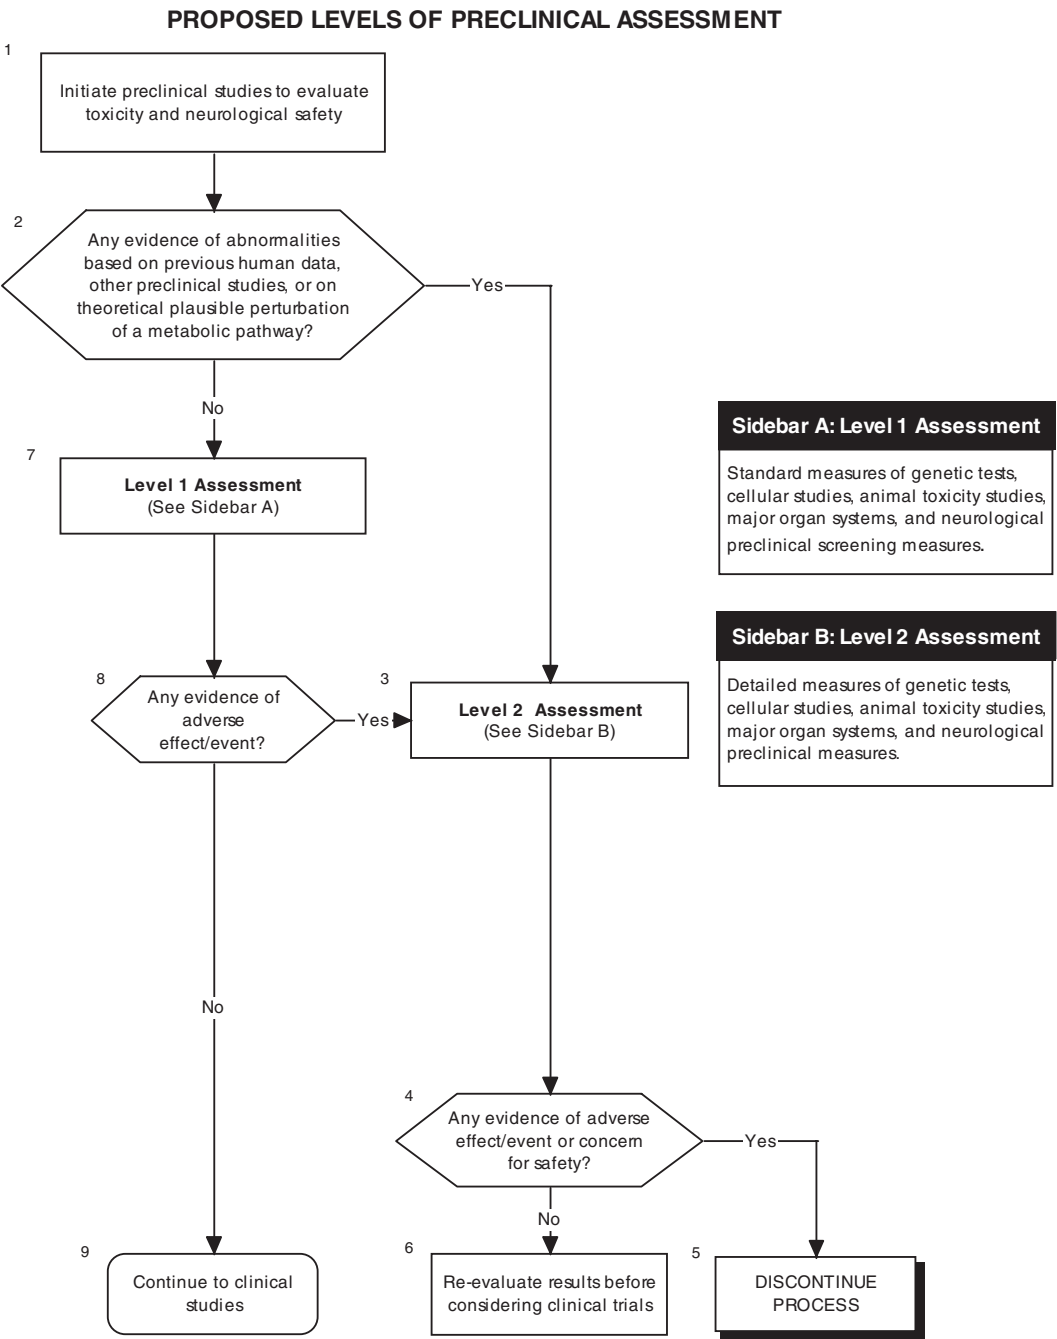 PROPOSED LEVELS OF PRECLINICAL ASSESSMENT
1
Initiate preclinical studies to evaluate
toxicity and neurological safety
2
Any evidence of abnormalities
based on previous human data,
other preclinical studies, or on
theoretical plausible perturbation
of a metabolic pathway?
Yes
No
7
Level 1 Assessment
(See Sidebar A)
Sidebar A: Level 1 Assessment
Standard measures of genetic tests,
cellular studies, animal toxicity studies,
major organ systems, and neurological
preclinical screening measures.
Sidebar B: Level 2 Assessment
Detailed measures of genetic tests,
cellular studies, animal toxicity studies,
major organ systems, and neurological
preclinical measures.
8
Any evidence of
adverse
effect/event?
Yes
3
Level 2 Assessment
(See Sidebar B)
No
4
Any evidence of adverse
effect/event or concern
for safety?
Yes
No
9
Continue to clinical
studies
6
Re-evaluate results before
considering clinical trials
5
DISCONTINUE
PROCESS